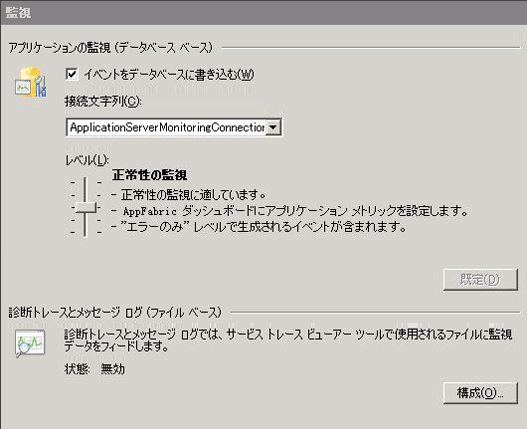 監視
アプリケーションの監視 (データベース ベース)
イベントをデータベースに書き込む(W)
接続文字列(C):
ApplicationServerMonitoringConnection
レベル(L):
正常性の監視
- 正常性の監視に適しています。
- AppFabric ダッシュボードにアプリケーション メトリックを設定します。
- "エラーのみ" レベルで生成されるイベントが含まれます。
既定(D)
診断トレースとメッセージ ログ (ファイル ベース)
診断トレースとメッセージ ログでは、サービス トレース ビューアー ツールで使用されるファイルに監視
データをフィードします。
状態: 無効
構成(O)...